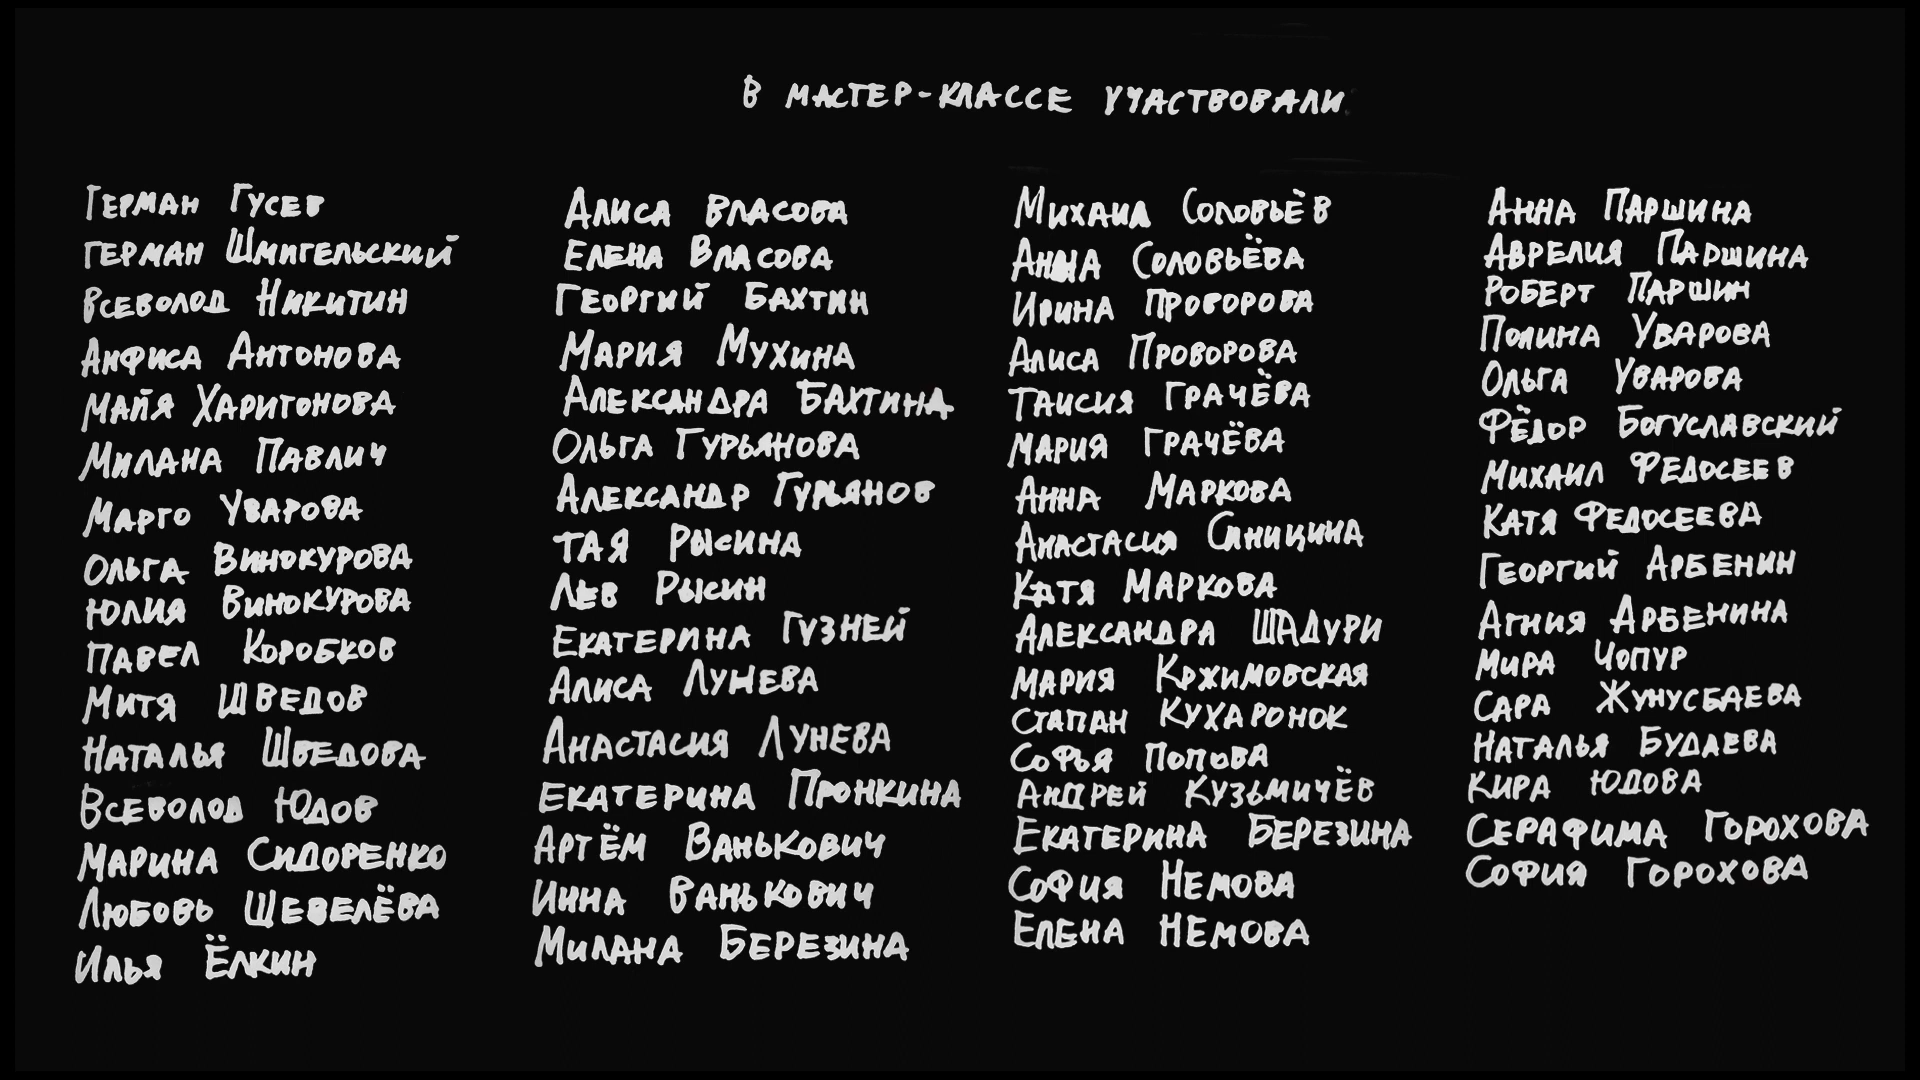 В МАСТЕР-КЛАССЕ УЧАСТВОВАЛИ:
ГЕРМАН ГУСЕВ
ГЕРМАН ШМИГЕЛЬСКИЙ
ВСЕВОЛОД НИКИТИН
АНФИСА АНТОНОВА
МАЙЯ ХАРИТОНОВА
МИЛАНА ПАВЛИЧ
МАРГО УВАРОВА
ОЛЬГА ВИНОКУРОВА
ЮЛИЯ ВИНОКУРОВА
ПАВЕЛ КОРОБКОВ
МИТЯ ШВЕДОВ
НАТАЛЬЯ ШВЕДОВА
ВСЕВОЛОД ЮДОВ
МАРИНА СИДОРЕНКО
ЛЮБОВЬ ШЕВЕЛЁВА
ИЛЬЯ ЁЛКИН
АЛИСА ВЛАСОВА
ЕЛЕНА ВЛАСОВА
ГЕОРГИЙ БАХТИН
МАРИЯ МУХИНА
АЛЕКСАНДРА БАХТИНА
ОЛЬГА ГУРЬЯНОВА
АЛЕКСАНДР ГУРЬЯНОВ
ТАЯ РЫСИНА
ЛЕВ РЫСИН
ЕКАТЕРИНА ГУЗНЕЙ
АЛИСА ЛУНЕВА
АНАСТАСИЯ ЛУНЕВА
ЕКАТЕРИНА ПРОНКИНА
АРТЁМ ВАНЬКОВИЧ
ИННА ВАНЬКОВИЧ
МИЛАНА БЕРЕЗИНА
МИХАИЛ СОЛОВЬЁВ
АННА СОЛОВЬЁВА
ИРИНА ПРОВОРОВА
АЛИСА ПРОВОРОВА
ТАИСИЯ ГРАЧЁВА
МАРИЯ ГРАЧЁВА
АННА МАРКОВА
АНАСТАСИЯ СИНИЦИНА
КАТЯ МАРКОВА
АЛЕКСАНДРА ШАДУРИ
МАРИЯ КРЖИМОВСКАЯ
СТАПАН КУХАРОНОК
СОФЬЯ ПОПОВА
АНДРЕЙ КУЗЬМИЧЁВ
ЕКАТЕРИНА БЕРЕЗИНА
СОФИЯ НЕМОВА
ЕЛЕНА НЕМОВА
АННА ПАРШИНА
АВРЕЛИЯ ПАРШИНА
РОБЕРТ ПАРШИН
ПОЛИНА УВАРОВА
ОЛЬГА УВАРОВА
ФЁДОР БОГУСЛАВСКИЙ
МИХАИЛ ФЕДОСЕЕВ
КАТЯ ФЕДОСЕЕВА
ГЕОРГИЙ АРБЕНИН
АГНИЯ АРБЕНИНА
МИРА ЧОПУР
САРА ЖУНУСБАЕВА
НАТАЛЬЯ БУДАЕВА
КИРА ЮДОВА
СЕРАФИМА ГОРОХОВА
СОФИЯ ГОРОХОВА